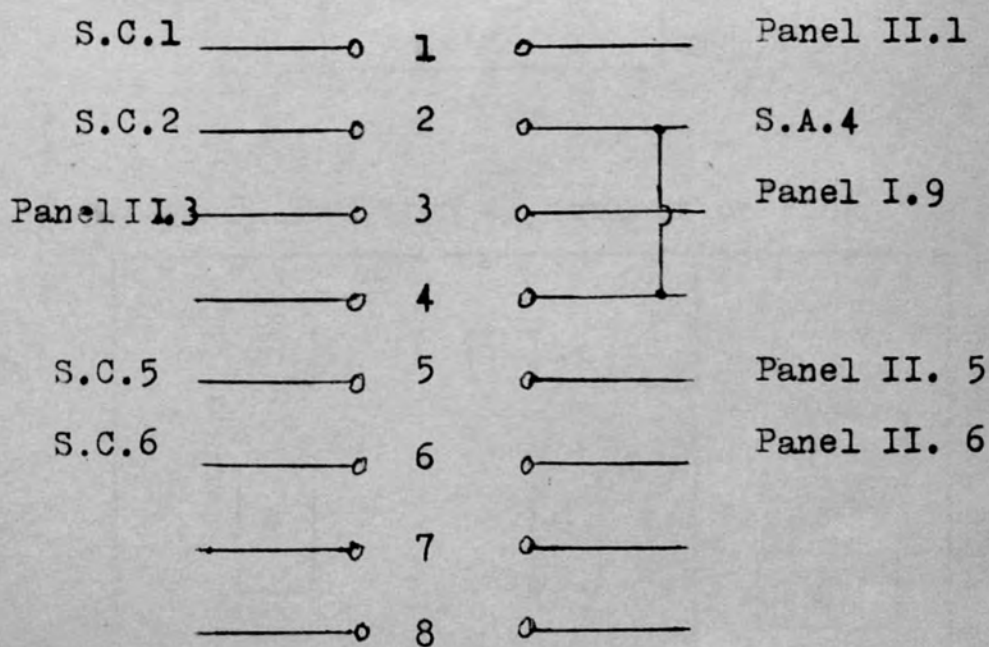 S.C.1 1 Panel II.1
S.C.2 2 S.A.4
Panel II.3 3 Panel I.9
4
S.C.5 5 Panel II. 5
S.C.6 6 Panel II. 6
7
8